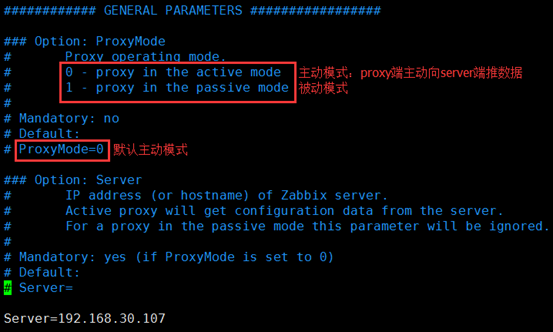 ############ GENERAL PARAMETERS #################
### Option: ProxyMode
# Proxy operating mode.
# 0 - proxy in the active mode 主动模式：proxy端主动向server端推数据
# 1 - proxy in the passive mode 被动模式
#
# Mandatory: no
# Default:
# ProxyMode=0 默认主动模式
### Option: Server
# IP address (or hostname) of Zabbix server.
# Active proxy will get configuration data from the server.
# For a proxy in the passive mode this parameter will be ignored.
#
# Mandatory: yes (if ProxyMode is set to 0)
# Default:
# Server=
Server=192.168.30.107